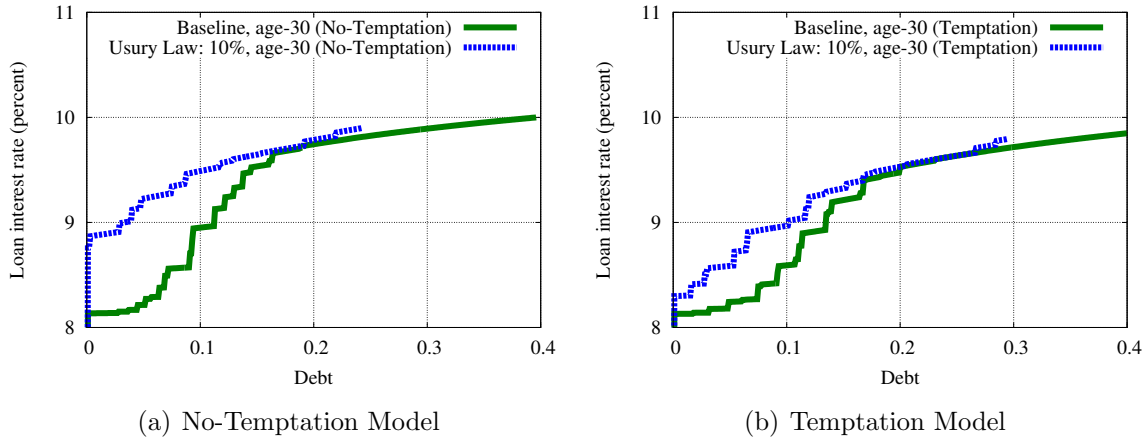 11
10
9
8
Loan interest rate (percent)
Baseline, age-30 (No-Temptation)
Usury Law: 10%, age-30 (No-Temptation)
0
0.1
0.2
0.3
0.4
Debt
(a) No-Temptation Model
11
10
9
8
Loan interest rate (percent)
Baseline, age-30 (Temptation)
Usury Law: 10%, age-30 (Temptation)
0
0.1
0.2
0.3
0.4
Debt
(b) Temptation Model